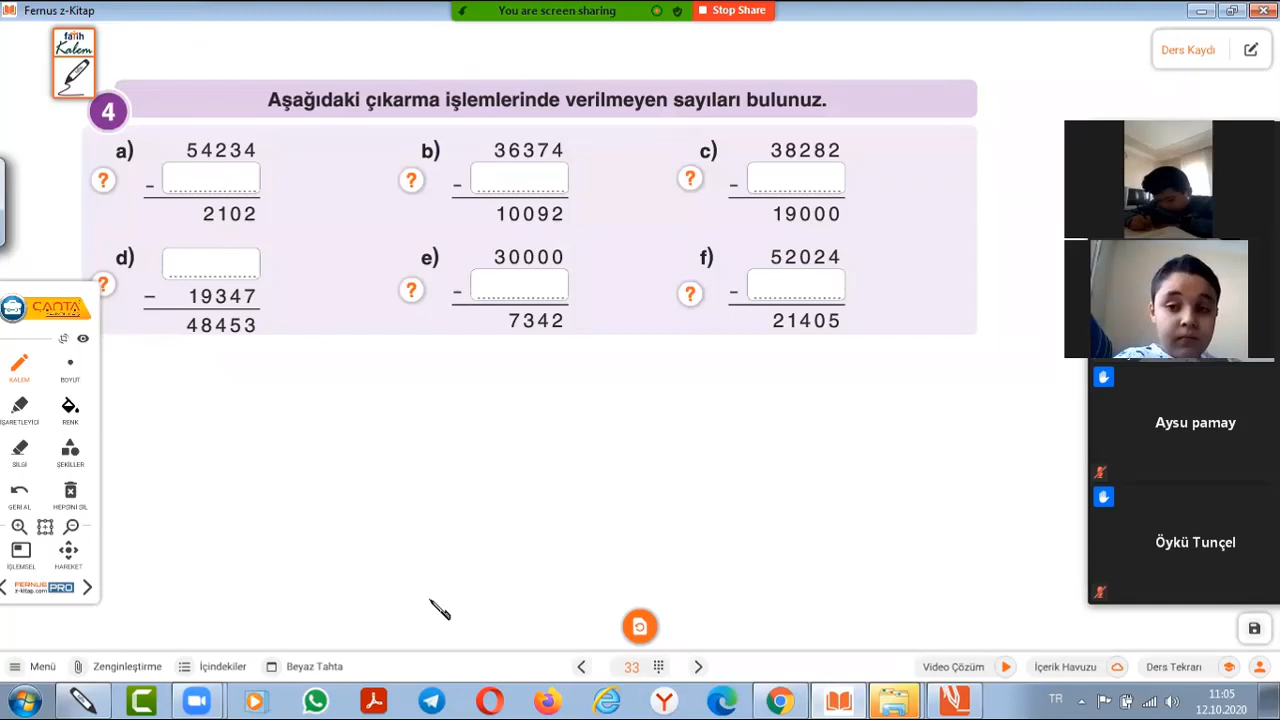 Fernus z-Kitap
You are screen sharing
Stop Share
fatih
Kalem
Ders Kaydı
4
Aşağıdaki çıkarma işlemlerinde verilmeyen sayıları bulunuz.
a) 54234
b) 36374
c) 38282
? -
? -
? -
2102
10092
19000
d)
e) 30000
f) 52024
? - 19347
? -
? -
48453
7342
21405
ÇANTA
KALEM
BOYUT
İŞARETLEYİCİ
RENK
SİLGİ
ŞEKİLLER
GERİ AL
HEPSİNİ SİL
İŞLEMSEL
HAREKET
FERNUS PRO
z-kitap.com
Aysu pamay
Öykü Tunçel
Menü
Zenginleştirme
İçindekiler
Beyaz Tahta
33
Video Çözüm
İçerik Havuzu
Ders Tekrarı
TR
11:05
12.10.2020